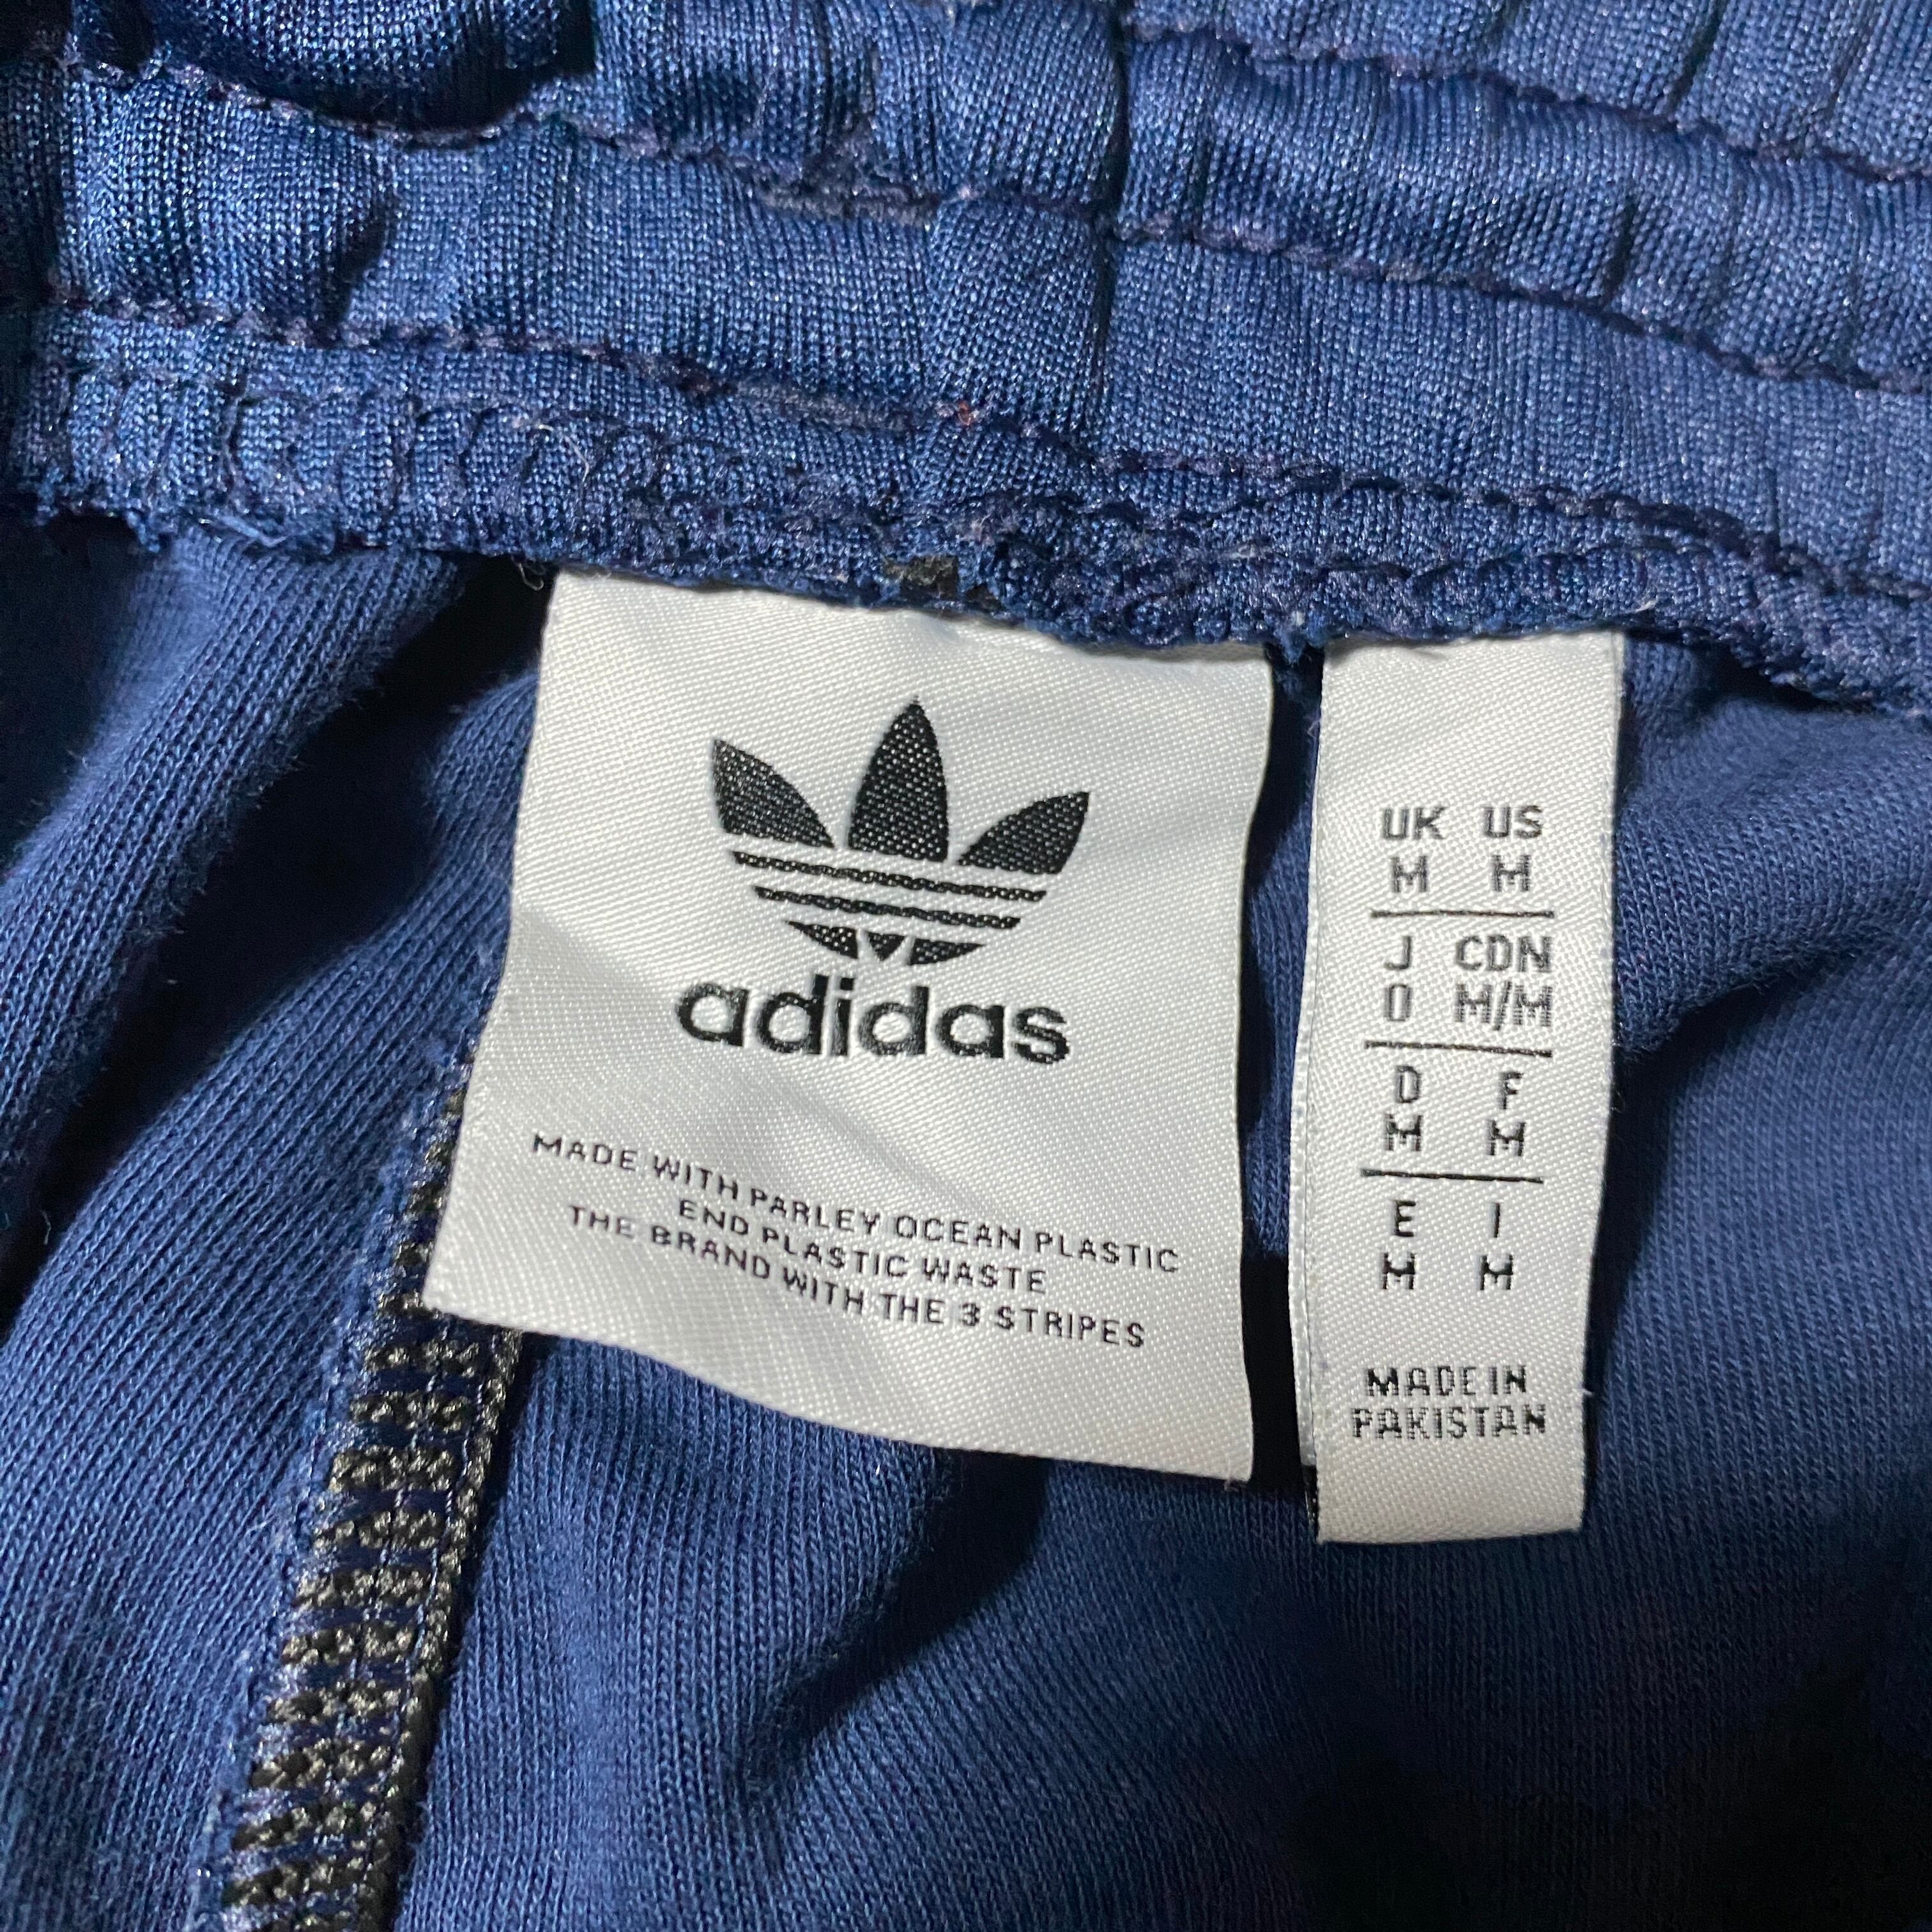 adidas
MADE WITH PARLEY OCEAN PLASTIC
END PLASTIC WASTE
THE BRAND WITH THE 3 STRIPES
UK US
M M
J CDN
O M/M
D F
M M
E I
M M
MADE IN
PAKISTAN